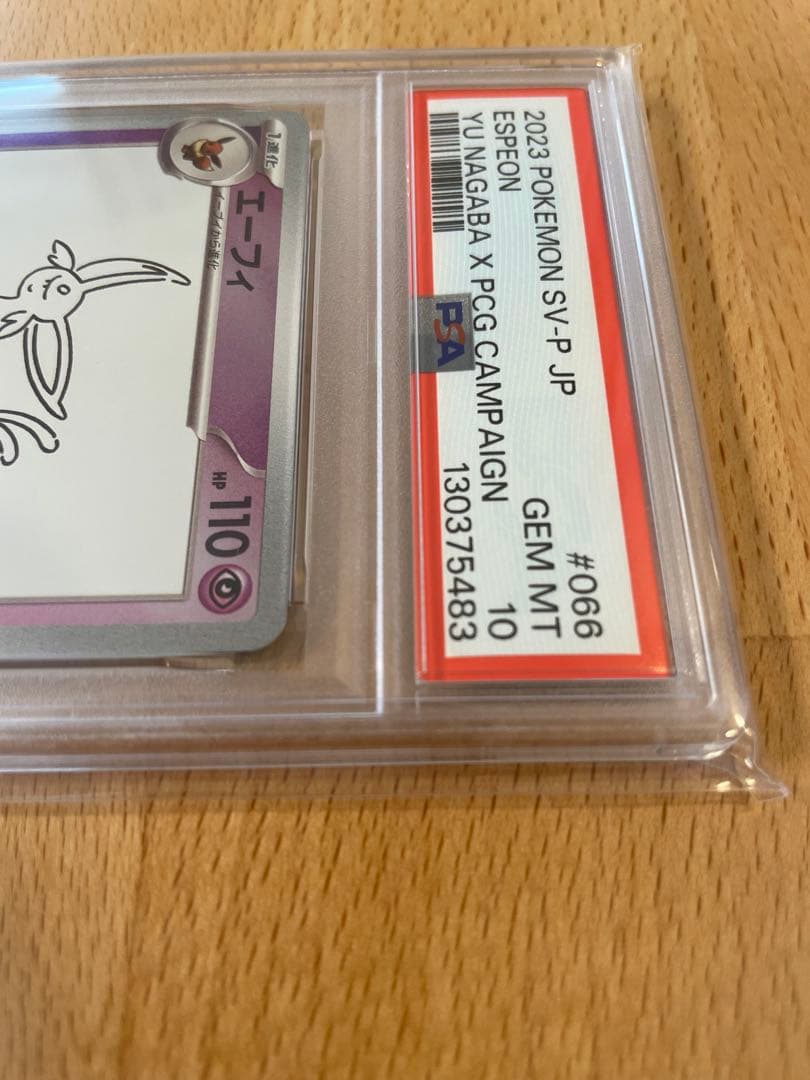 2023 POKEMON SV-P JP
#066
ESPEON
GEM MT
YU NAGABA X PCG CAMPAIGN
10
130375483
PSA
1進化
エーフィ
イーブイから進化
HP 110